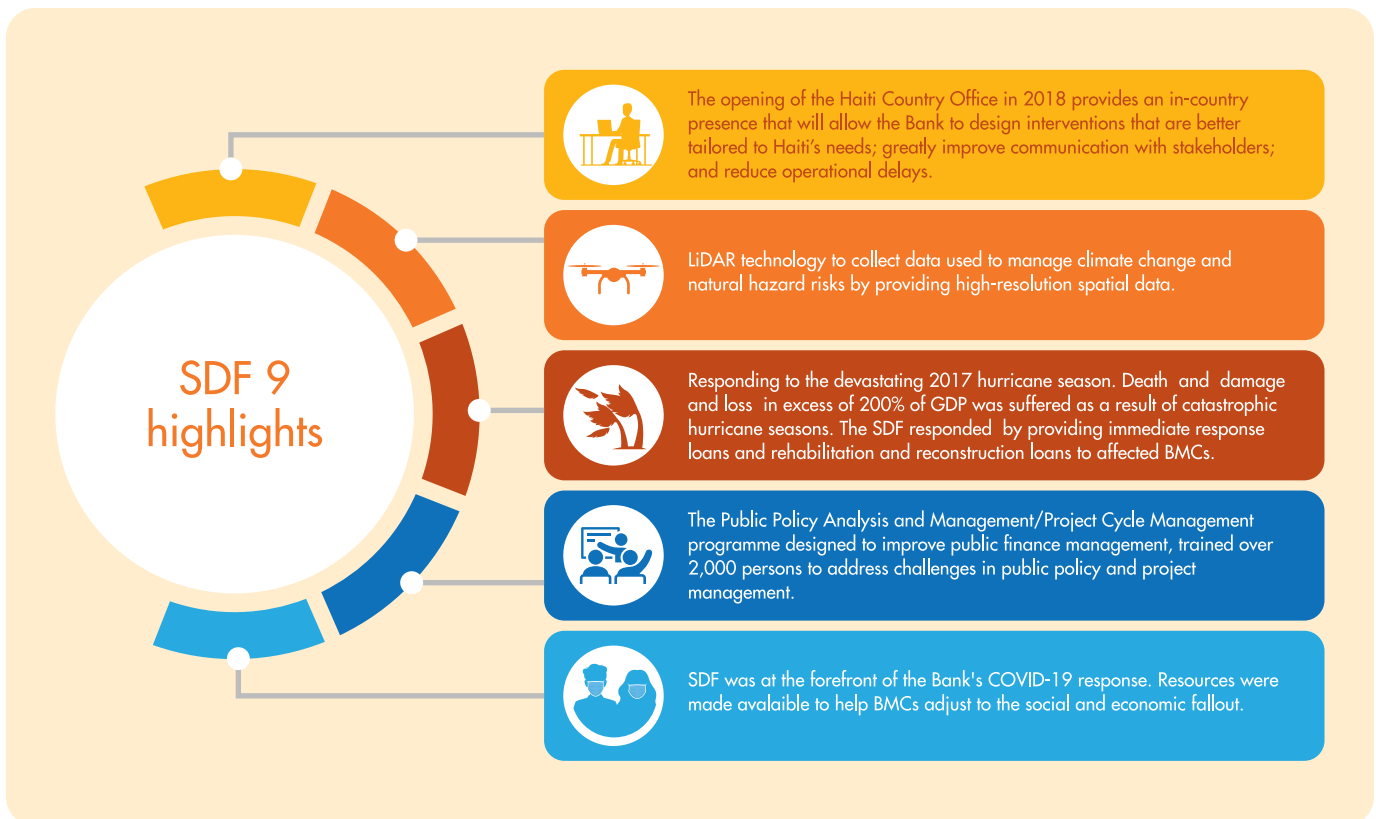 SDF 9
highlights
The opening of the Haiti Country Office in 2018 provides an in-country
presence that will allow the Bank to design interventions that are better
tailored to Haiti's needs; greatly improve communication with stakeholders;
and reduce operational delays.
LiDAR technology to collect data used to manage climate change and
natural hazard risks by providing high-resolution spatial data.
Responding to the devastating 2017 hurricane season. Death and damage
and loss in excess of 200% of GDP was suffered as a result of catastrophic
hurricane seasons. The SDF responded by providing immediate response
loans and rehabilitation and reconstruction loans to affected BMCs.
The Public Policy Analysis and Management/Project Cycle Management
programme designed to improve public finance management, trained over
2,000 persons to address challenges in public policy and project
management.
SDF was at the forefront of the Bank's COVID-19 response. Resources were
made avalaible to help BMCs adjust to the social and economic fallout.